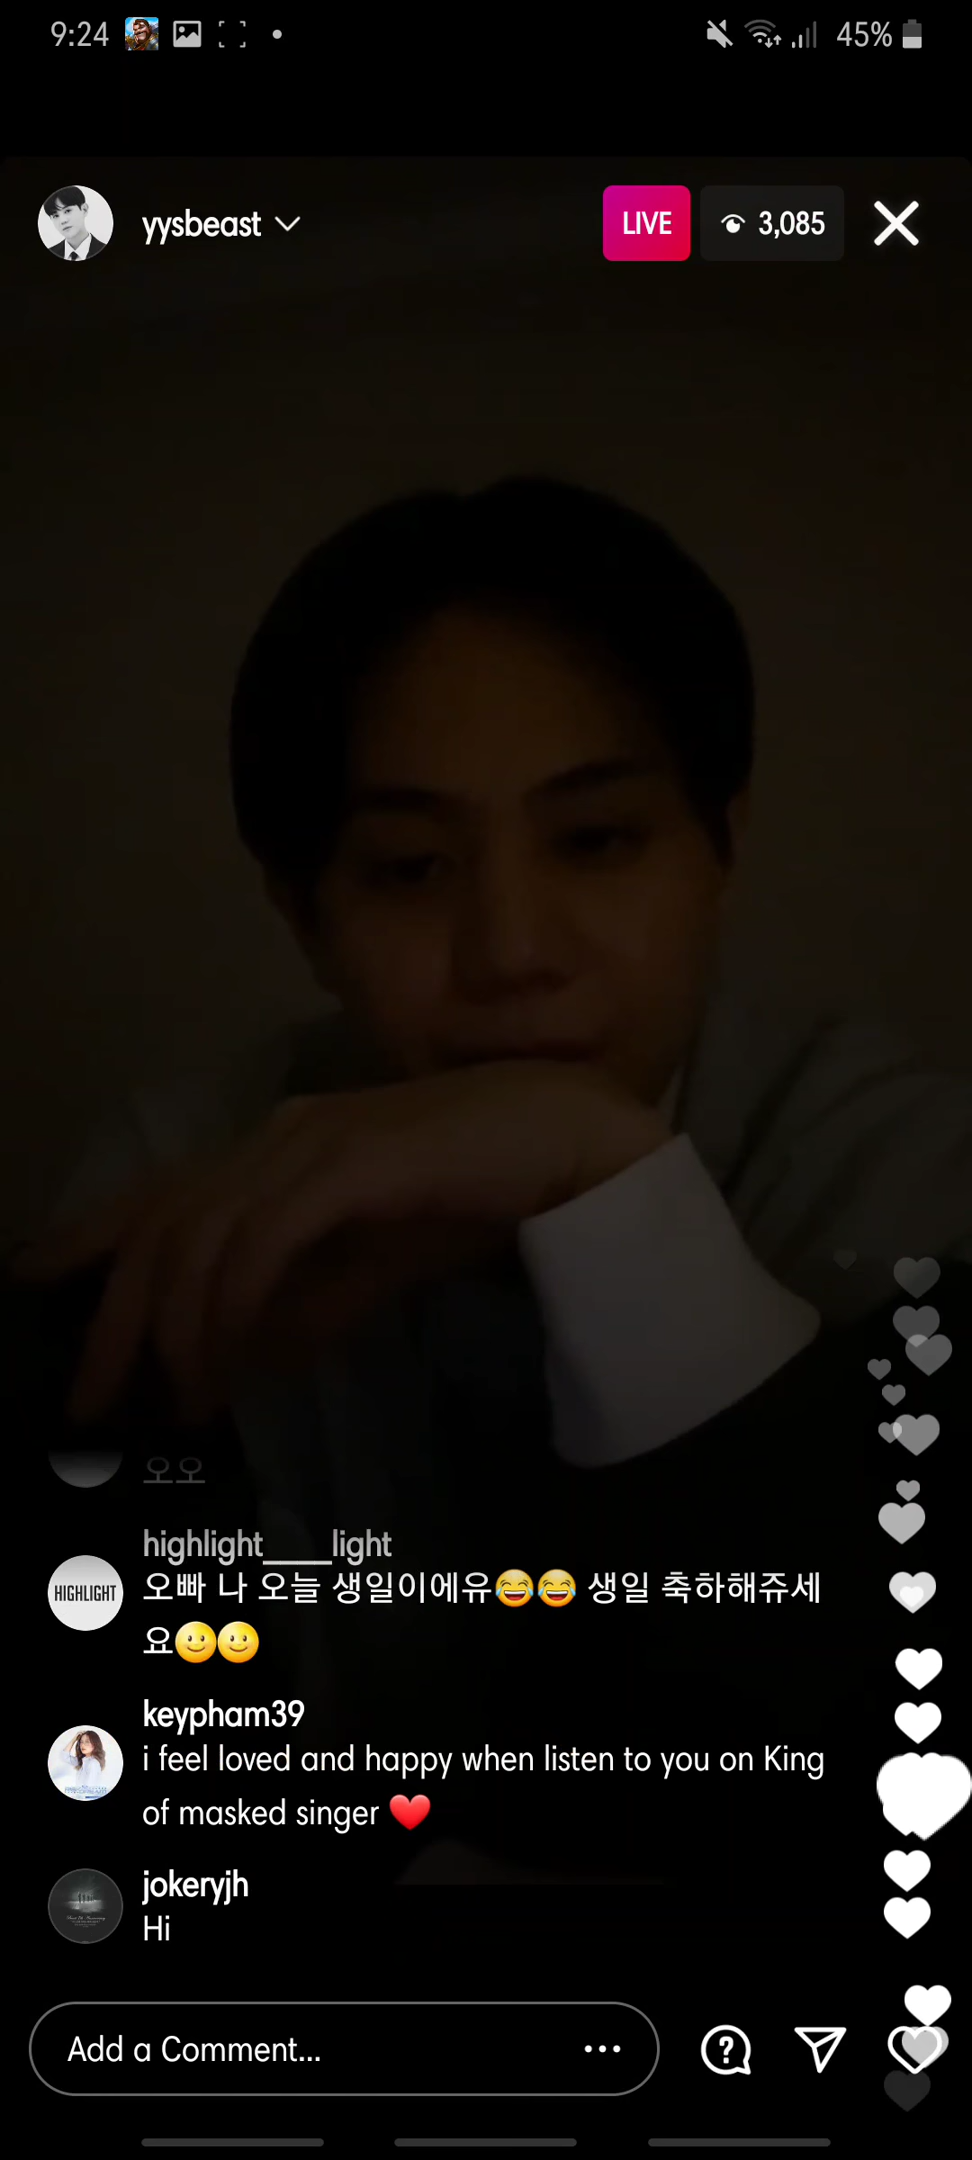 9:24
45%
yysbeast
LIVE
3,085
오오
highlight____light
HIGHLIGHT
오빠 나 오늘 생일이에유😂😂 생일 축하해쥬세
요🙂🙂
keypham39
i feel loved and happy when listen to you on King
of masked singer ❤️
jokeryjh
Hi
Add a Comment...